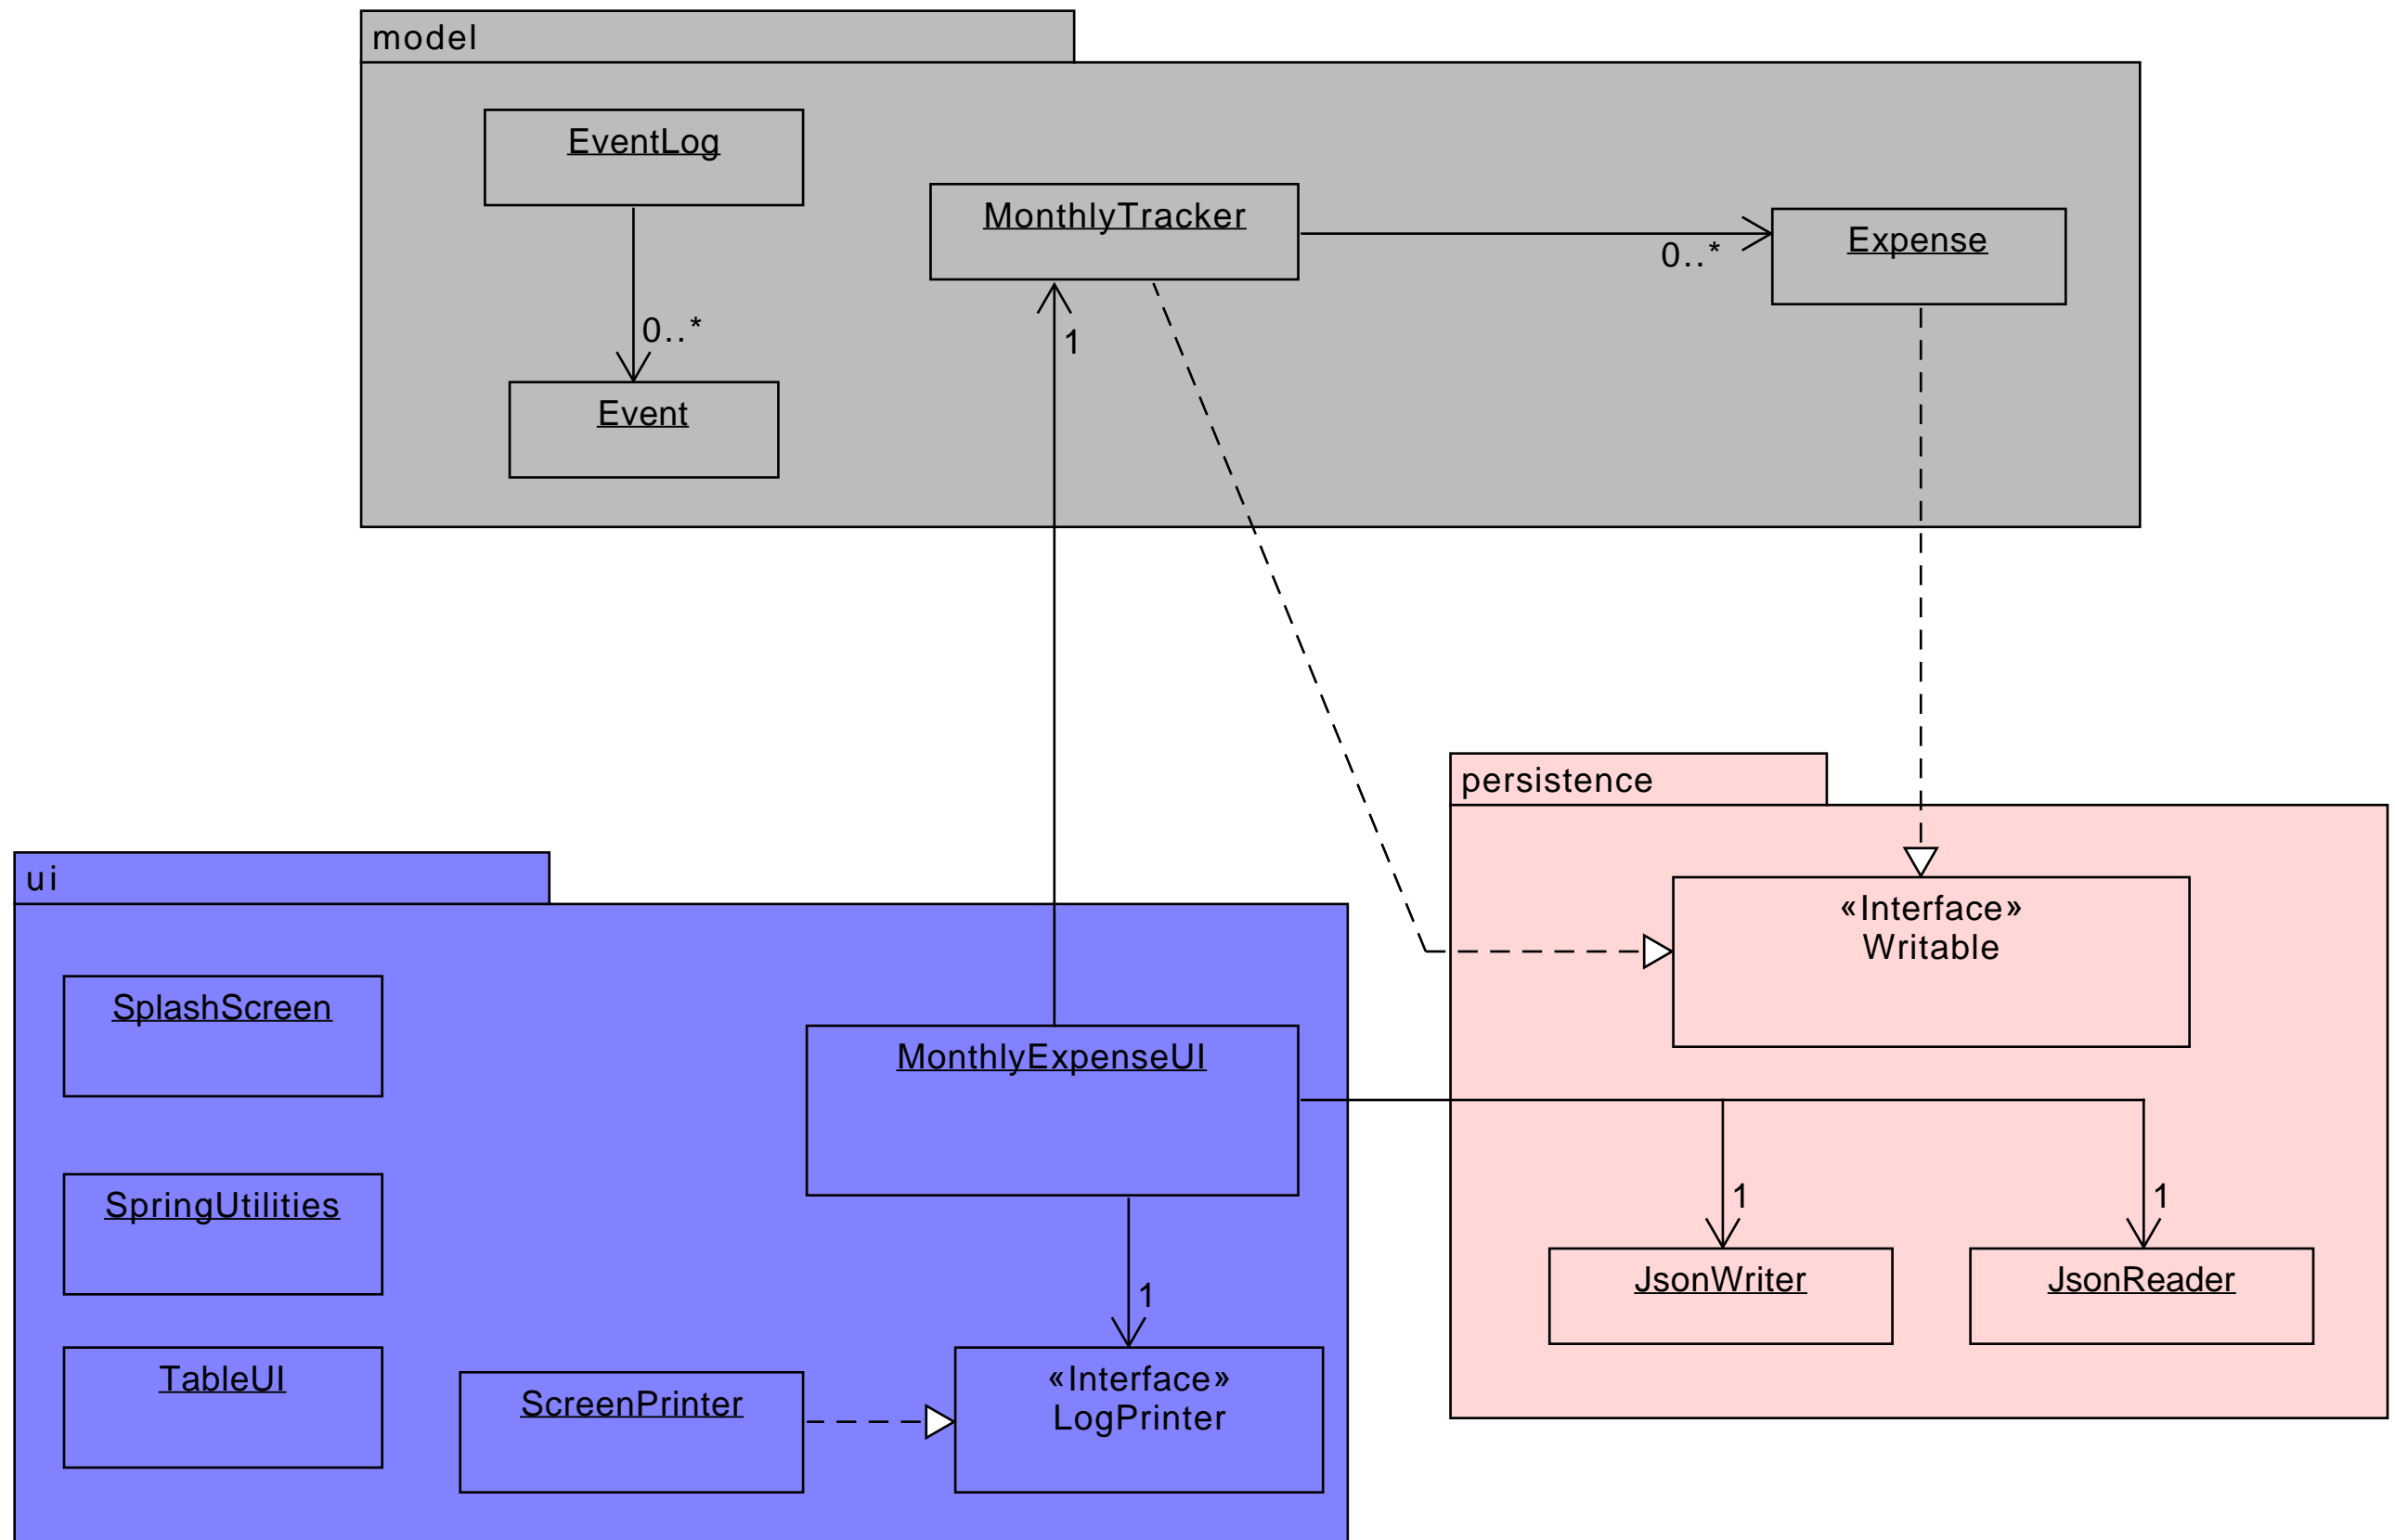 model
EventLog
MonthlyTracker
Expense
0..*
0..*
1
Event
persistence
ui
«Interface»
Writable
SplashScreen
MonthlyExpenseUI
SpringUtilities
1
1
JsonWriter
JsonReader
1
TableUI
ScreenPrinter
«Interface»
LogPrinter